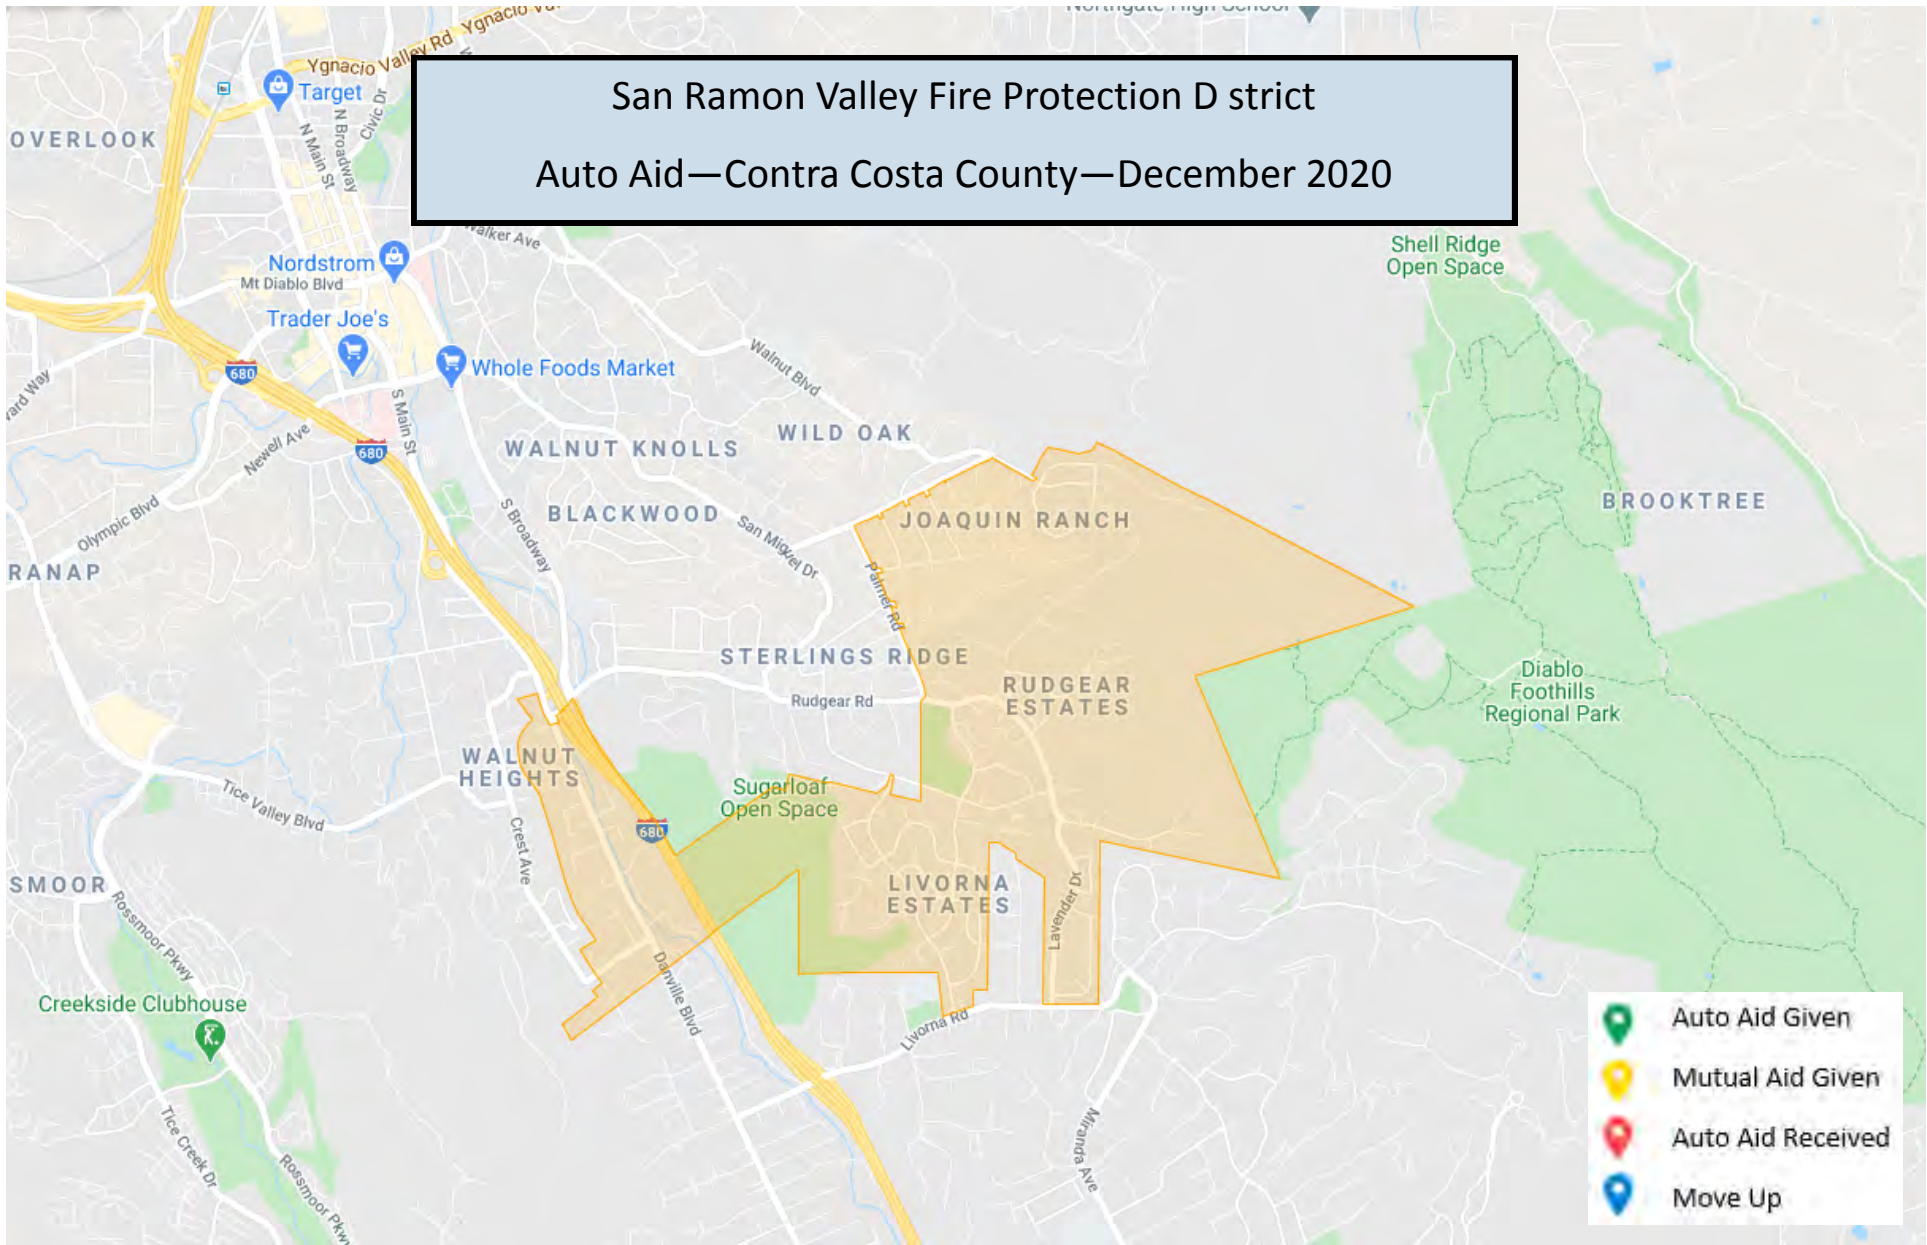 Northgate High School
Ygnacio Valley Rd
Ygnacio
San Ramon Valley Fire Protection D strict
Auto Aid—Contra Costa County—December 2020
Target
Civic Dr
N Broadway
N Main St
OVERLOOK
Walker Ave
Shell Ridge
Open Space
Nordstrom
Mt Diablo Blvd
Trader Joe's
Whole Foods Market
Walnut Blvd
680
S Main St
WILD OAK
WALNUT KNOLLS
Newell Ave
680
BROOKTREE
S Broadway
BLACKWOOD
JOAQUIN RANCH
San Miguel Dr
Olympic Blvd
RANAP
Palmer Rd
STERLINGS RIDGE
RUDGEAR
ESTATES
Rudgear Rd
Diablo
Foothills
Regional Park
WALNUT
HEIGHTS
Sugarloaf
Open Space
Tice Valley Blvd
680
Crest Ave
SMOOR
LIVORNA
ESTATES
Lavender Dr
Rossmoor Pkwy
Danville Blvd
Creekside Clubhouse
Livorna Rd
Auto Aid Given
Mutual Aid Given
Auto Aid Received
Move Up
Miranda Ave
Tice Creek Dr
Rossmoor Pkwy